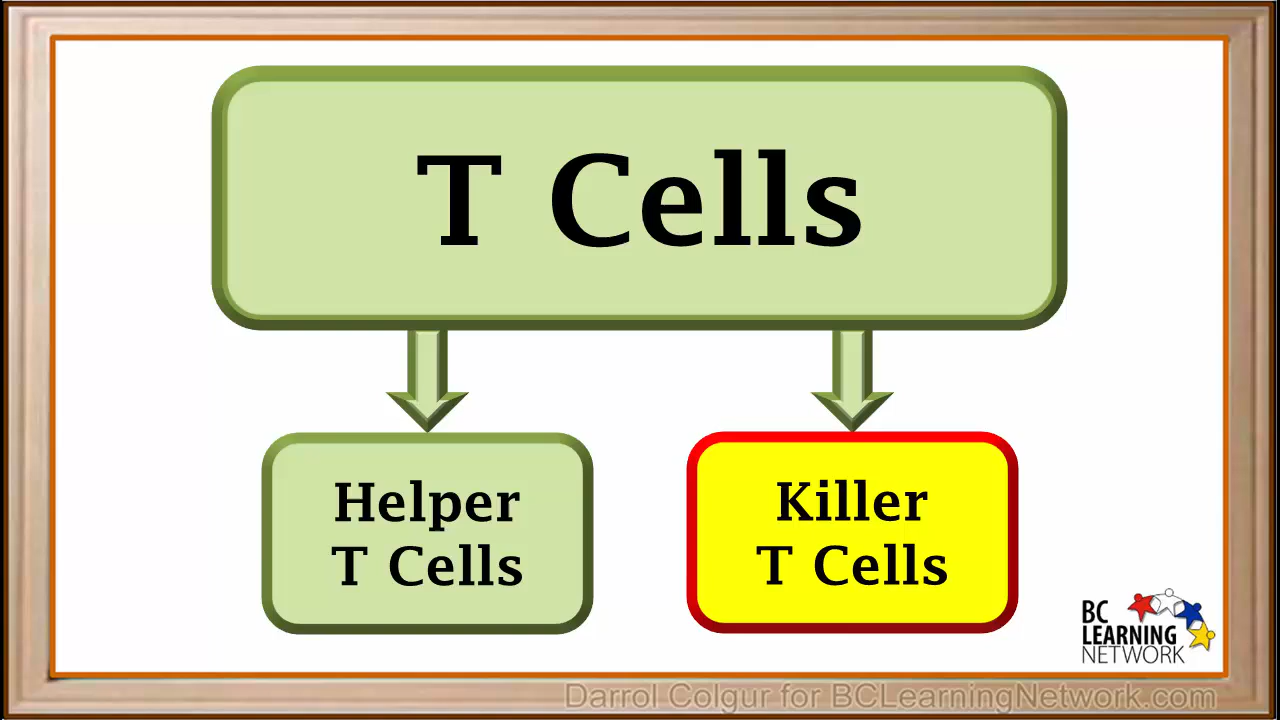 T Cells
Helper
T Cells
Killer
T Cells
BC
LEARNING
NETWORK
Darrol Colgur for BCLearningNetwork.com